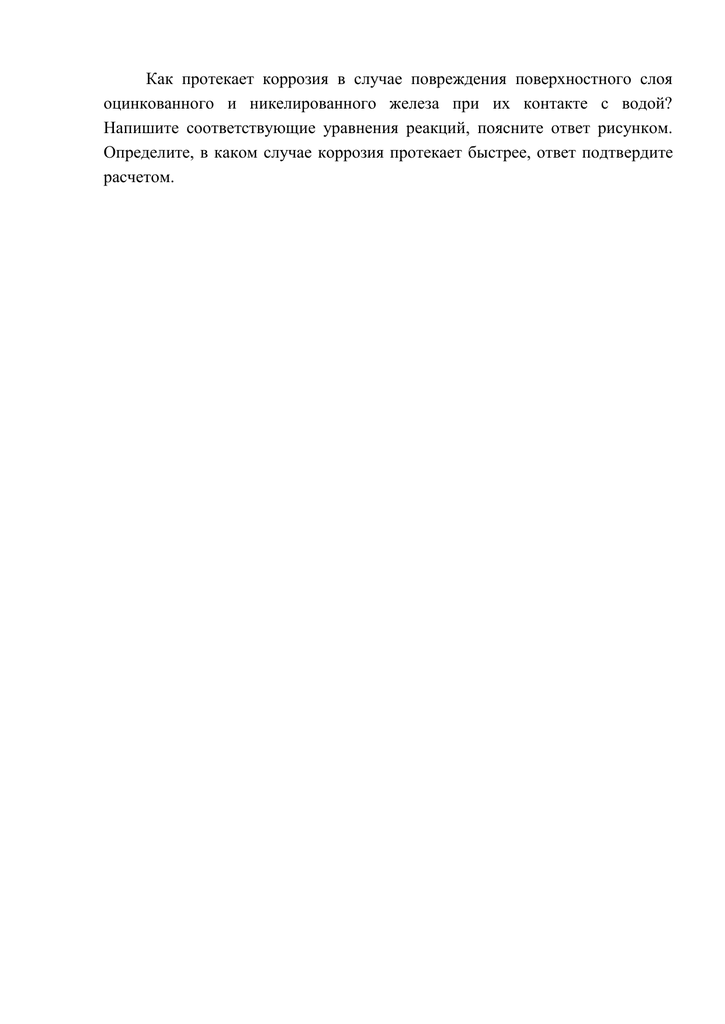 Как протекает коррозия в случае повреждения поверхностного слоя
оцинкованного и никелированного железа при их контакте с водой?
Напишите соответствующие уравнения реакций, поясните ответ рисунком.
Определите, в каком случае коррозия протекает быстрее, ответ подтвердите
расчетом.